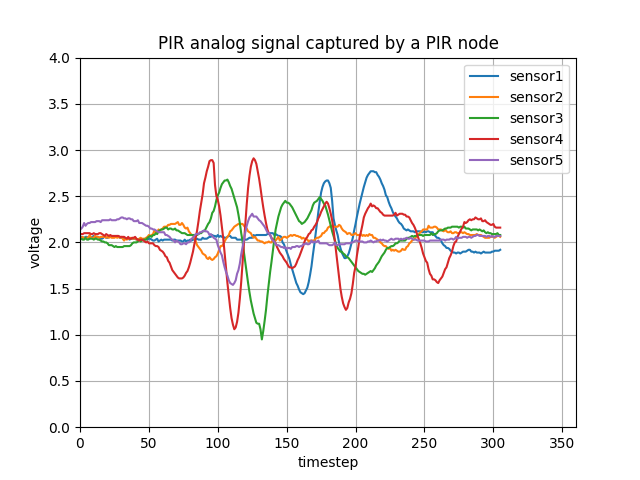 PIR analog signal captured by a PIR node
4.0
3.5
3.0
2.5
2.0
1.5
1.0
0.5
0.0
voltage
0 50 100 150 200 250 300 350
timestep
sensor1
sensor2
sensor3
sensor4
sensor5